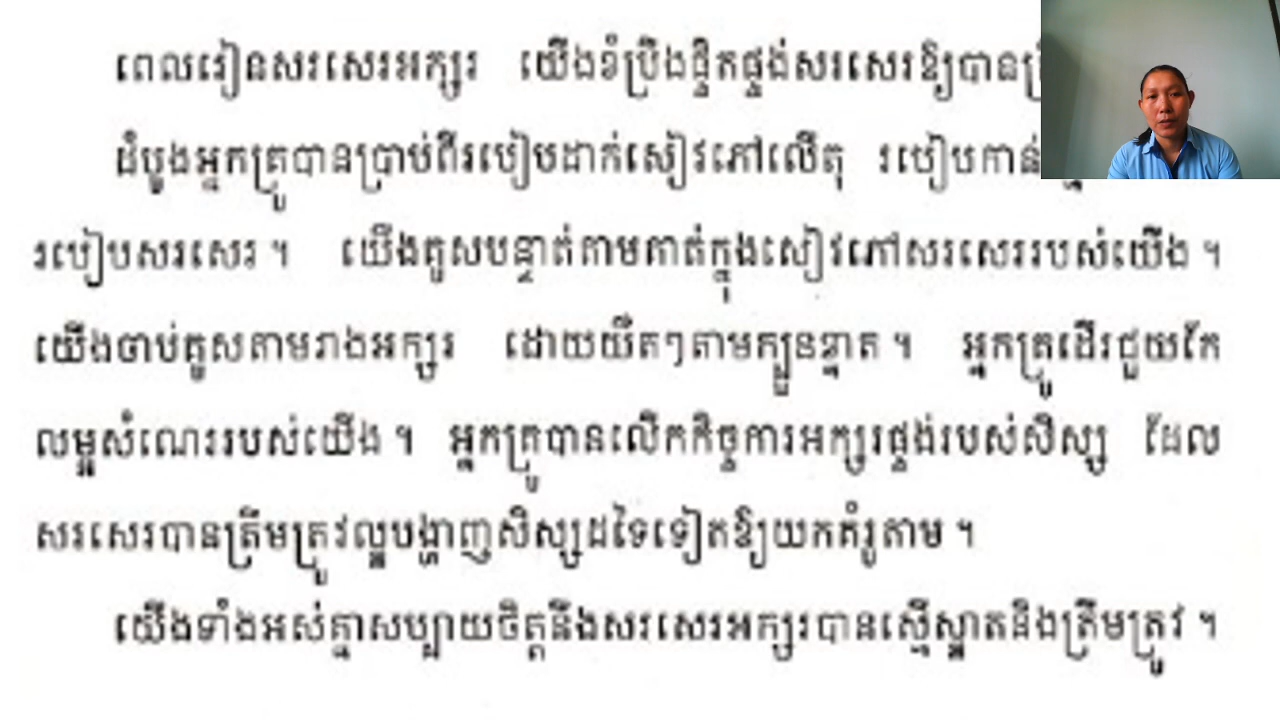 ពេលរៀនសរសេរអក្សរ យើងខំប្រឹងផ្ចិតផ្ចង់សរសេរឱ្យបាន
ដំបូងអ្នកគ្រូបានប្រាប់ពីរបៀបដាក់សៀវភៅលើតុ របៀបកាន់
របៀបសរសេរ ។ យើងគូសបន្ទាត់តាមគាត់ក្នុងសៀវភៅសរសេររបស់យើង ។
យើងចាប់គូសតាមរាងអក្សរ ដោយយឺតៗតាមក្បួនខ្នាត ។ អ្នកគ្រូដើរជួយកែ
លម្អសំណេររបស់យើង ។ អ្នកគ្រូបានលើកកិច្ចការអក្សរផ្ចង់របស់សិស្ស ដែល
សរសេរបានត្រឹមត្រូវល្អបង្ហាញសិស្សដទៃទៀតឱ្យយកគំរូតាម ។
យើងទាំងអស់គ្នាសប្បាយចិត្តនឹងសរសេរអក្សរបានស្មើស្អាតនិងត្រឹមត្រូវ ។